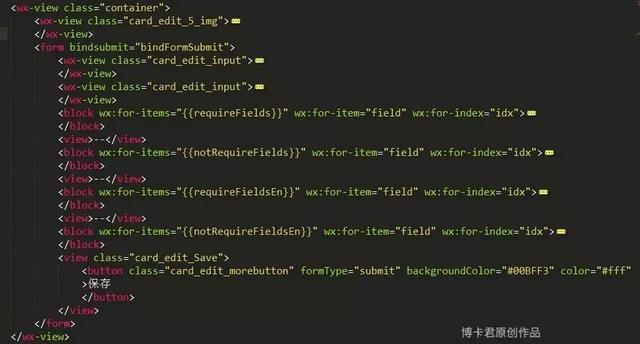 <wx-view class="container">
<wx-view class="card_edit_5_img">
</wx-view>
<form bindsubmit="bindFormSubmit">
<wx-view class="card_edit_input">
</wx-view>
<wx-view class="card_edit_input">
</wx-view>
<block wx:for-items="{{requireFields}}" wx:for-item="field" wx:for-index="idx">
</block>
<view>--</view>
<block wx:for-items="{{notRequireFields}}" wx:for-item="field" wx:for-index="idx">
</block>
<view>--</view>
<block wx:for-items="{{requireFieldsEn}}" wx:for-item="field" wx:for-index="idx">
</block>
<view>--</view>
<block wx:for-items="{{notRequireFieldsEn}}" wx:for-item="field" wx:for-index="idx">
</block>
<view class="card_edit_Save">
<button class="card_edit_morebutton" formType="submit" backgroundColor="#00BFF3" color="#fff"
>保存
</button>
</view>
</form>
</wx-view>
博卡君原创作品